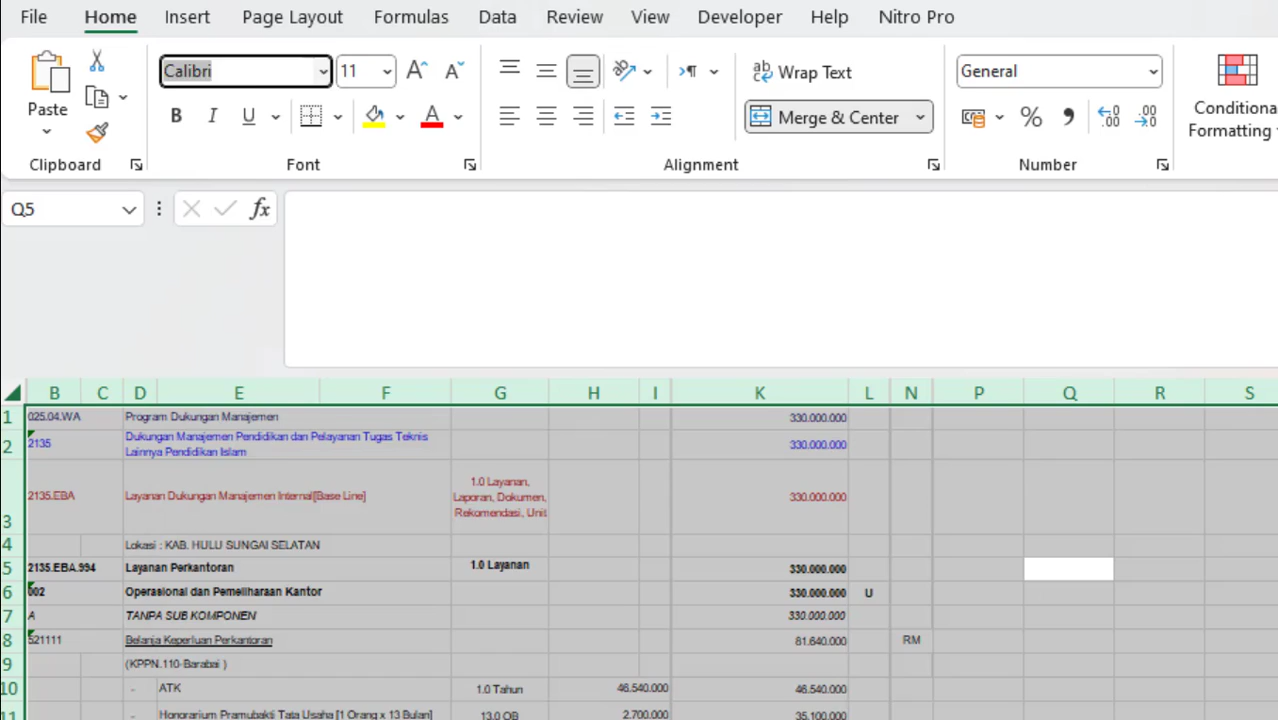 File Home Insert Page Layout Formulas Data Review View Developer Help Nitro Pro
Calibri 11 Wrap Text General
Paste B I U A Merge & Center % Conditiona
Formatting
Clipboard Font Alignment Number
Q5 fx
B C D E F G H I K L N P Q R S
1 025.04.WA Program Dukungan Manajemen 330.000.000
2 2135 Dukungan Manajemen Pendidikan dan Pelayanan Tugas Teknis 330.000.000
Lainnya Pendidikan Islam
3 2135.EBA Layanan Dukungan Manajemen Internal[Base Line] 1.0 Layanan, 330.000.000
Laporan, Dokumen,
Rekomendasi, Unit
4 Lokasi : KAB. HULU SUNGAI SELATAN
5 2135.EBA.994 Layanan Perkantoran 1.0 Layanan 330.000.000
6 002 Operasional dan Pemeliharaan Kantor 330.000.000 U
7 A TANPA SUB KOMPONEN 330.000.000
8 521111 Belanja Keperluan Perkantoran 81.640.000 RM
9 (KPPN.110-Barabai )
10 - ATK 1.0 Tahun 46.540.000 46.540.000
11 - Honorarium Pramubakti Tata Usaha [1 Orang x 13 Bulan] 13.0 OB 2.700.000 35.100.000